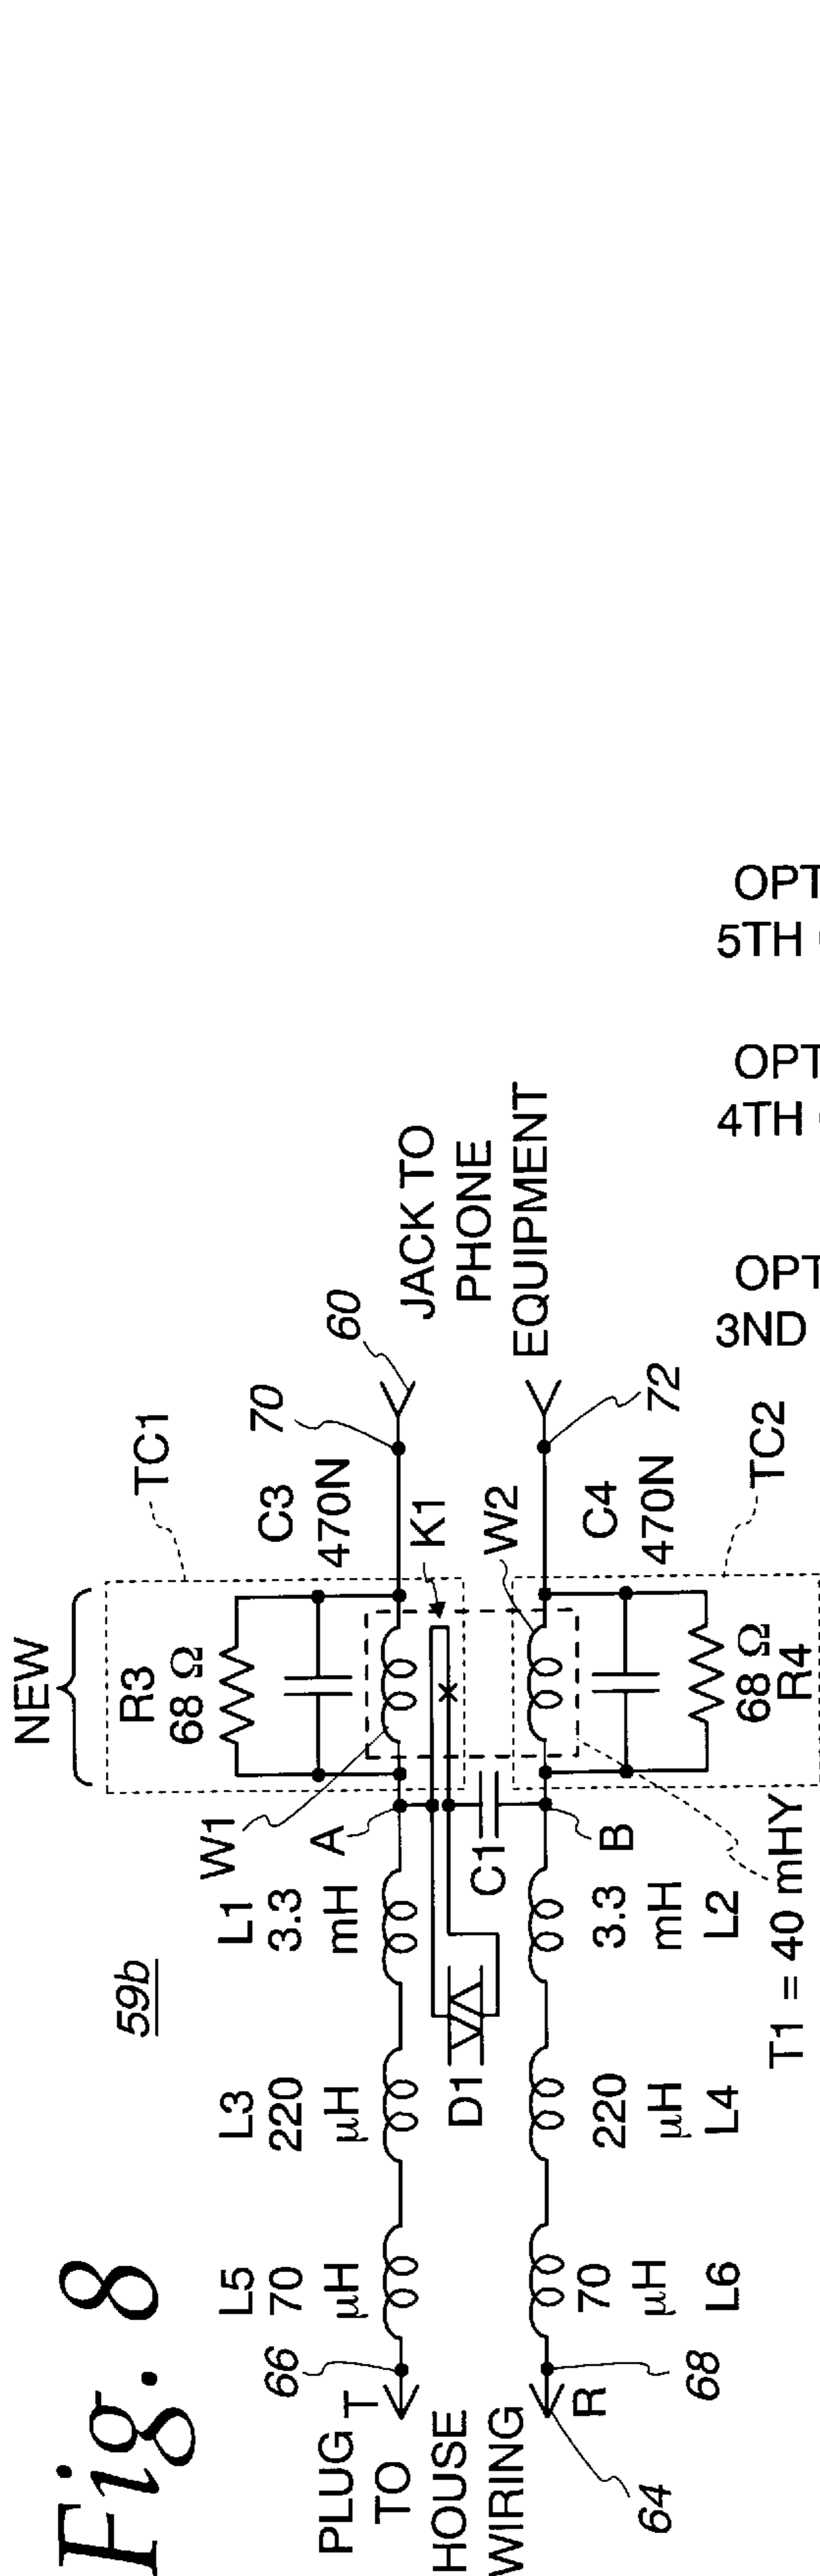 Fig. 8
59b
NEW
TC1
R3
68 Ω
C3
470N
70
60
W1
A
K1
L5
70
µH
L3
220
µH
L1
3.3
mH
66
T
PLUG
TO
HOUSE
WIRING
R
64
68
D1
C1
B
W2
JACK TO
PHONE
EQUIPMENT
72
70
µH
L6
220
µH
L4
3.3
mH
L2
C4
470N
68 Ω
R4
TC2
T1 = 40 mHY
OPT
3ND
OPT
4TH
OPT
5TH